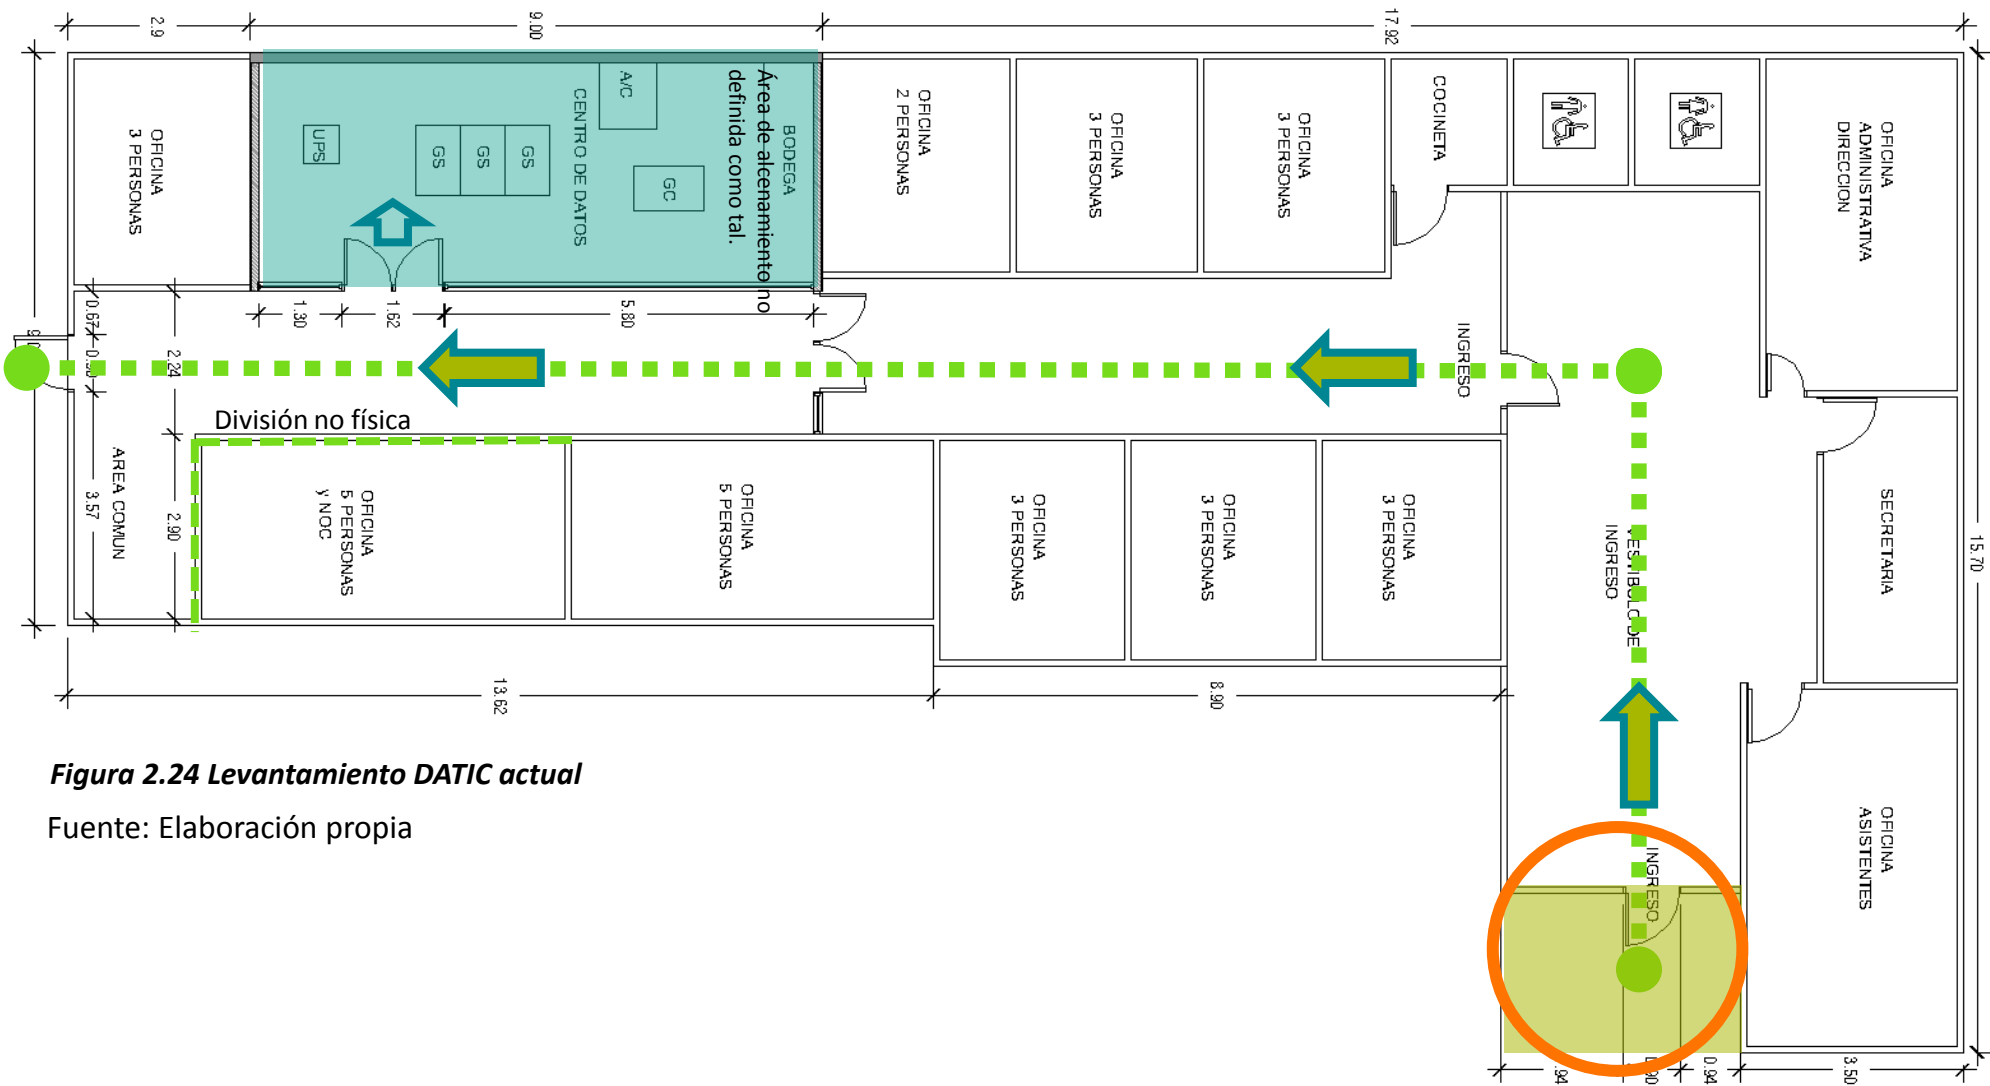 2.9
9.00
17.92
OFICINA
3 PERSONAS
UPS
GS
GS
GS
A/C
CENTRO DE DATOS
GC
BODEGA
Área de alcenamiento no
definida como tal.
OFICINA
2 PERSONAS
OFICINA
3 PERSONAS
OFICINA
3 PERSONAS
COCINETA
OFICINA
ADMINISTRATIVA
DIRECCION
0.67
2.24
1.30
1.62
5.80
INGRESO
División no física
AREA COMUN
3.57
2.90
OFICINA
5 PERSONAS
y NOC
OFICINA
5 PERSONAS
OFICINA
3 PERSONAS
OFICINA
3 PERSONAS
OFICINA
3 PERSONAS
VESTIBULO DE
INGRESO
SECRETARIA
15.70
13.62
8.90
INGRESO
OFICINA
ASISTENTES
0.94
3.50
Figura 2.24 Levantamiento DATIC actual
Fuente: Elaboración propia